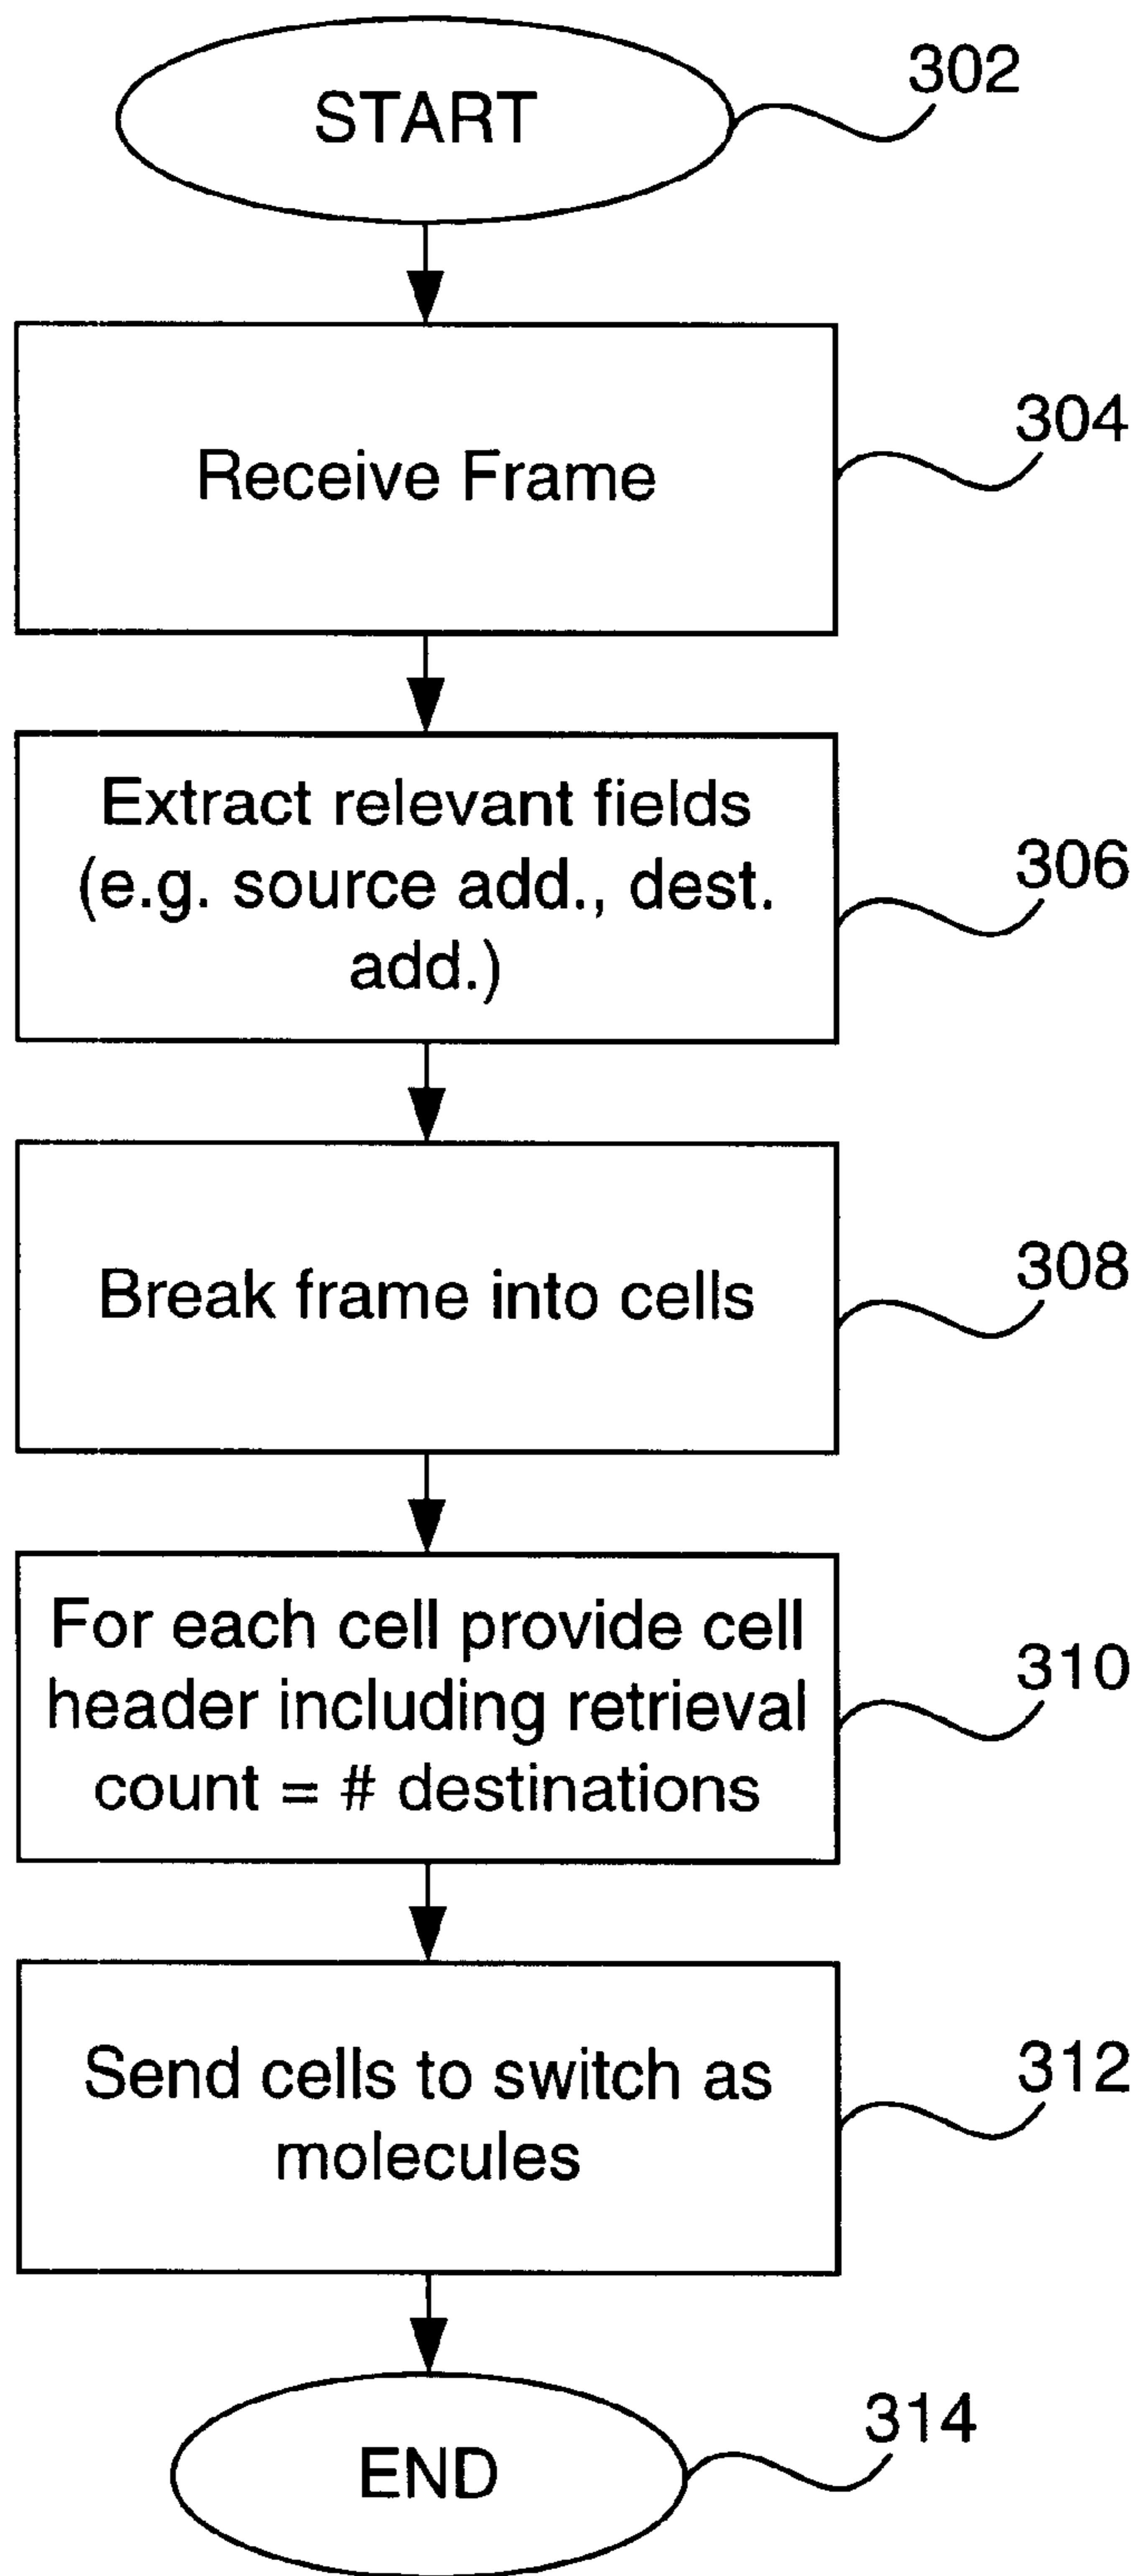 START
302
Receive Frame
304
Extract relevant fields
(e.g. source add., dest.
add.)
306
Break frame into cells
308
For each cell provide cell
header including retrieval
count = # destinations
310
Send cells to switch as
molecules
312
END
314